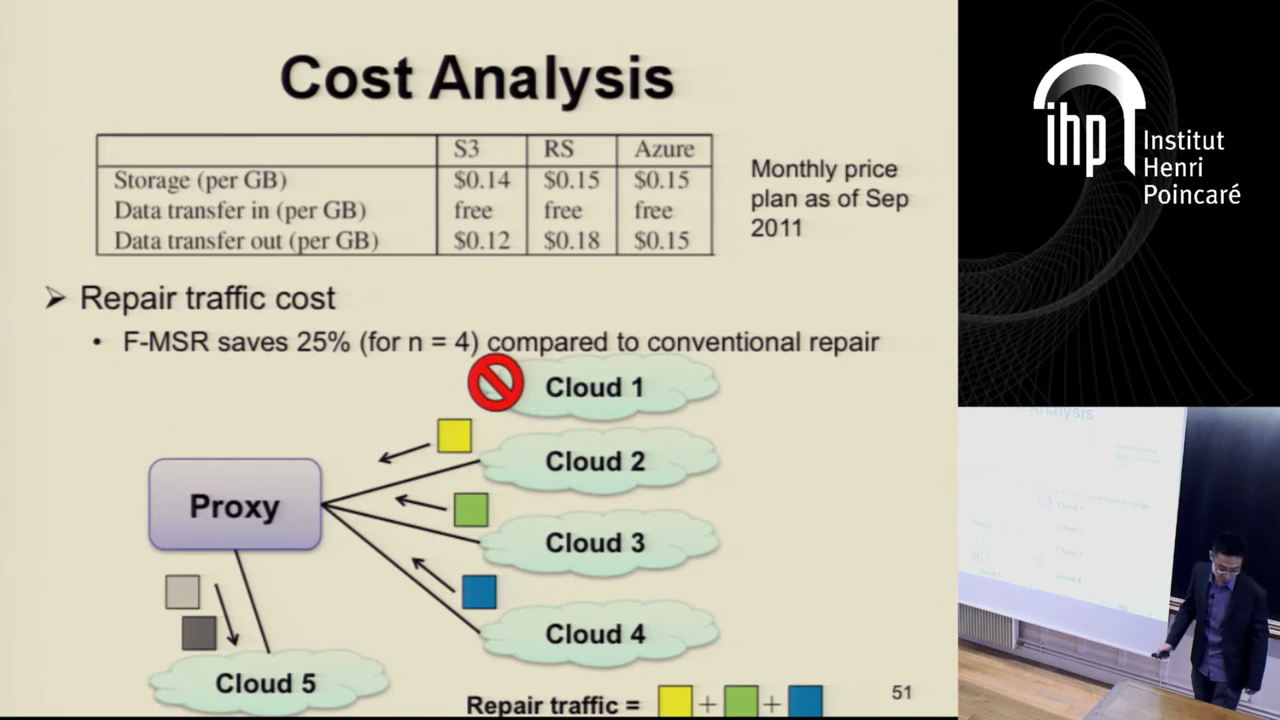 Cost Analysis
S3 RS Azure
Storage (per GB) $0.14 $0.15 $0.15
Data transfer in (per GB) free free free
Data transfer out (per GB) $0.12 $0.18 $0.15
Monthly price
plan as of Sep
2011
➢ Repair traffic cost
• F-MSR saves 25% (for n = 4) compared to conventional repair
Cloud 1
Cloud 2
Proxy
Cloud 3
Cloud 4
Cloud 5
Repair traffic = + +
51
ihp Institut
Henri
Poincaré